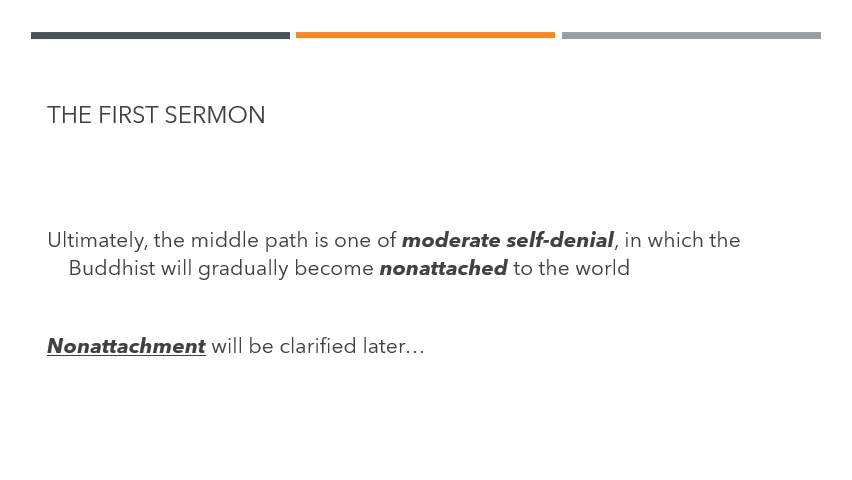 THE FIRST SERMON
Ultimately, the middle path is one of moderate self-denial, in which the
Buddhist will gradually become nonattached to the world
Nonattachment will be clarified later…